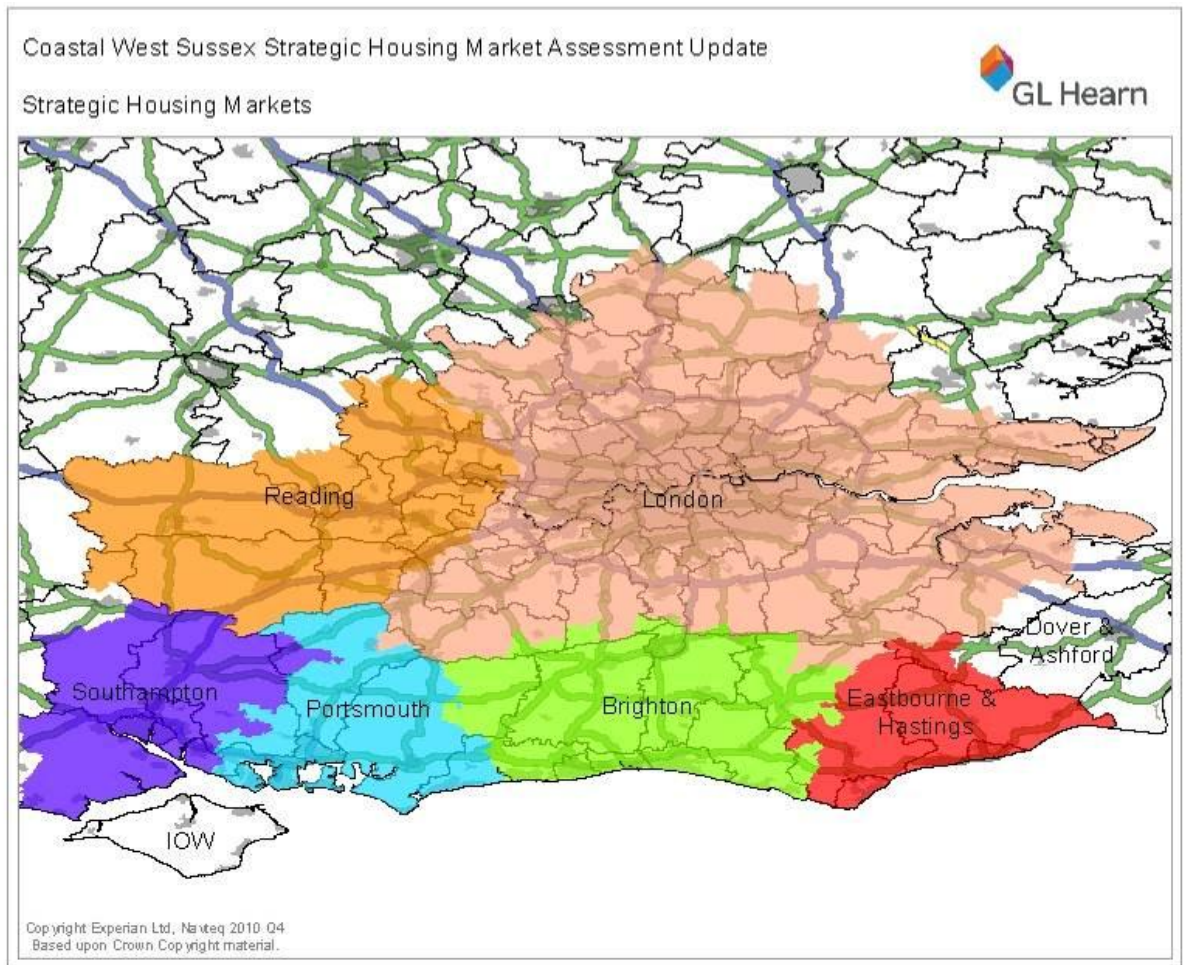 Coastal West Sussex Strategic Housing Market Assessment Update
Strategic Housing Markets
GL Hearn
Reading
London
Dover &
Ashford
Southampton
Portsmouth
Brighton
Eastbourne &
Hastings
IOW
Copyright Experian Ltd, Navteq 2010 Q4
Based upon Crown Copyright material.